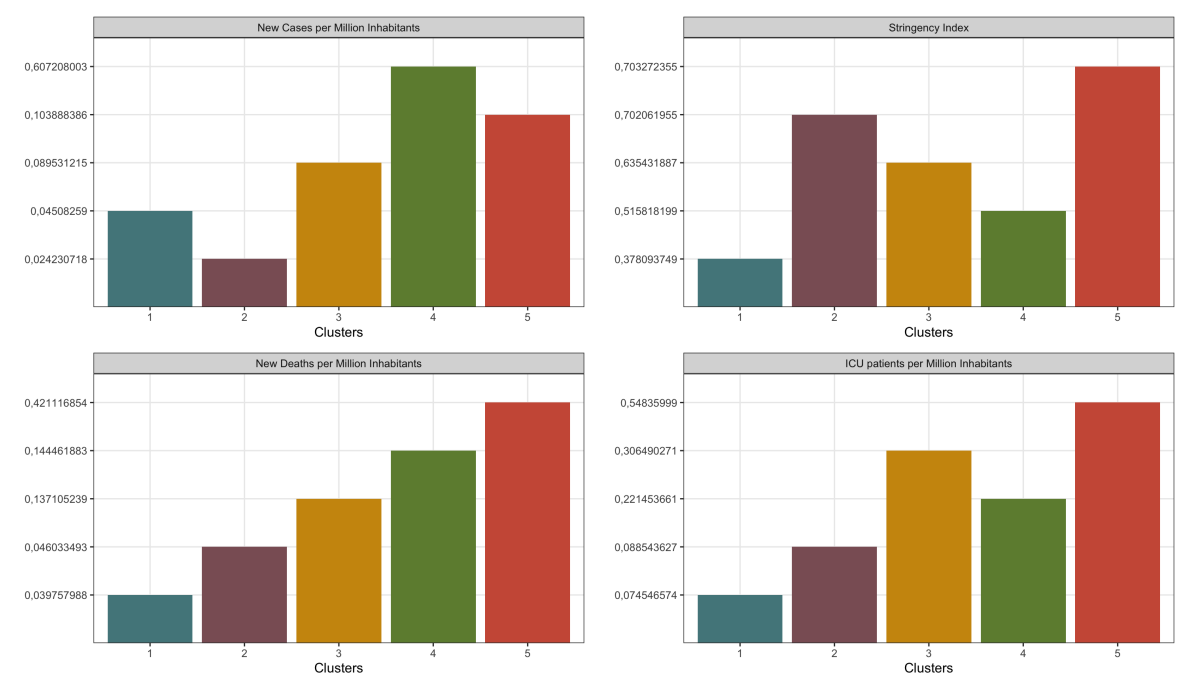 New Cases per Million Inhabitants
0,607208003
0,103888386
0,089531215
0,04508259
0,024230718
1 2 3 4 5
Clusters
Stringency Index
0,703272355
0,702061955
0,635431887
0,515818199
0,378093749
1 2 3 4 5
Clusters
New Deaths per Million Inhabitants
0,421116854
0,144461883
0,137105239
0,046033493
0,039757988
1 2 3 4 5
Clusters
ICU patients per Million Inhabitants
0,54835999
0,306490271
0,221453661
0,088543627
0,074546574
1 2 3 4 5
Clusters